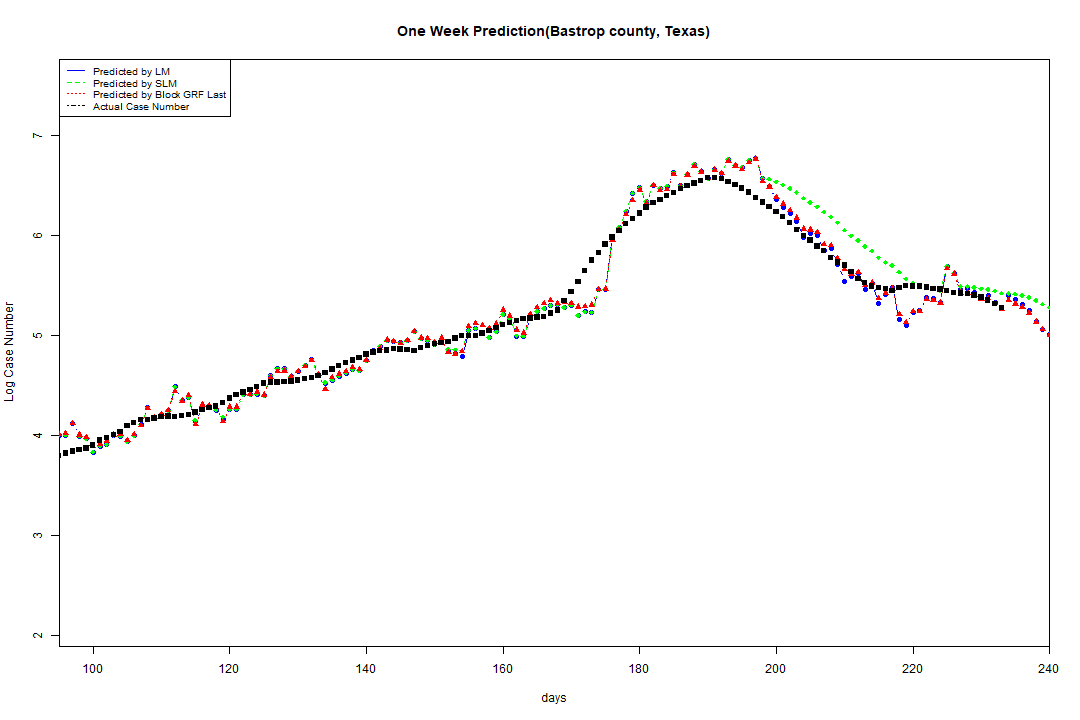 One Week Prediction(Bastrop county, Texas)
Predicted by LM
Predicted by SLM
Predicted by Block GRF Last
Actual Case Number
Log Case Number
7
6
5
4
3
2
100 120 140 160 180 200 220 240
days